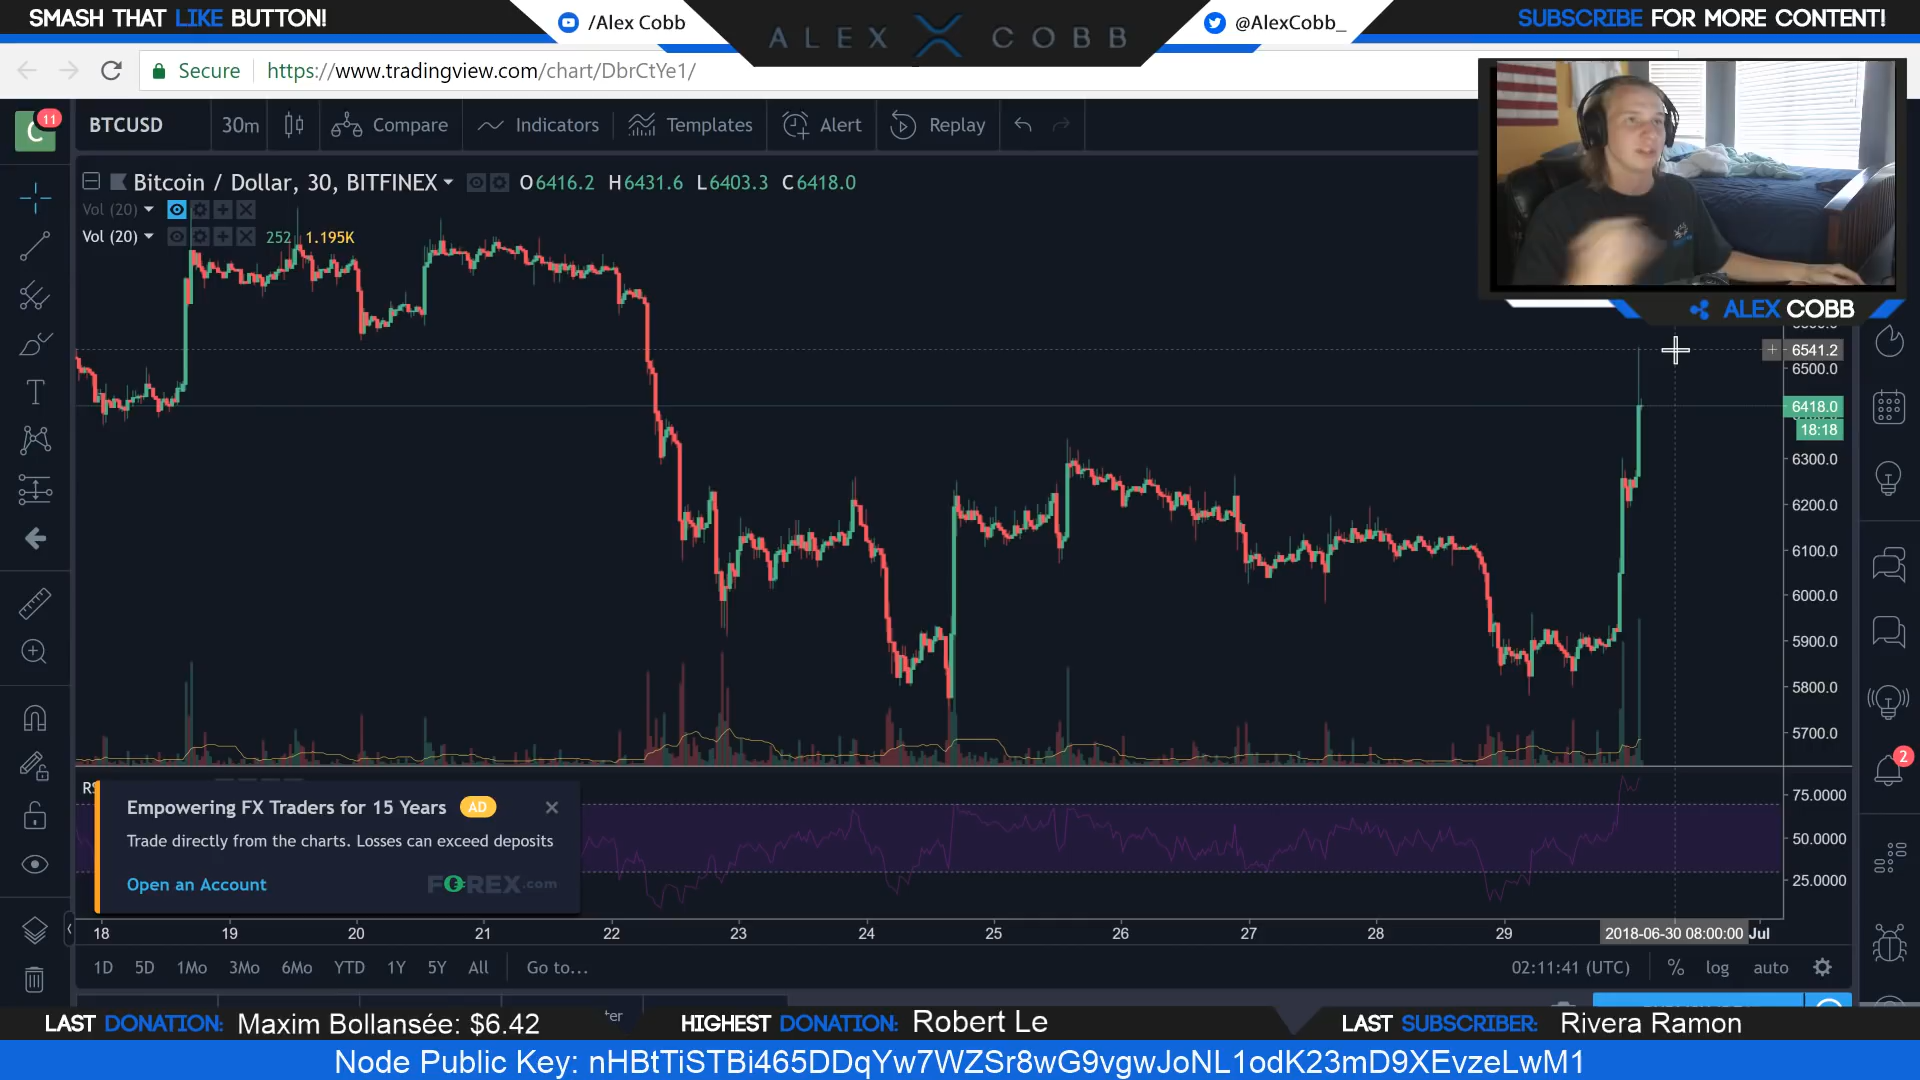 SMASH THAT LIKE BUTTON!
/Alex Cobb
ALEX COBB
@AlexCobb_
SUBSCRIBE FOR MORE CONTENT!
Secure
https://www.tradingview.com/chart/DbrCtYe1/
C
11
BTCUSD
30m
Compare
Indicators
Templates
Alert
Replay
Bitcoin / Dollar, 30, BITFINEX
O6416.2 H6431.6 L6403.3 C6418.0
Vol (20)
Vol (20)
252 1.195K
ALEX COBB
6541.2
6500.0
6418.0
18:18
6300.0
6200.0
6100.0
6000.0
5900.0
5800.0
5700.0
2
75.0000
50.0000
25.0000
Empowering FX Traders for 15 Years AD
Trade directly from the charts. Losses can exceed deposits
Open an Account
FOREX.com
18 19 20 21 22 23 24 25 26 27 28 29 2018-06-30 08:00:00 Jul
1D 5D 1Mo 3Mo 6Mo YTD 1Y 5Y All Go to...
02:11:41 (UTC) % log auto
LAST DONATION: Maxim Bollansée: $6.42
HIGHEST DONATION: Robert Le
LAST SUBSCRIBER: Rivera Ramon
Node Public Key: nHBtTiSTBi465DDqYw7WZSr8wG9vgwJoNL1odK23mD9XEvzeLwM1